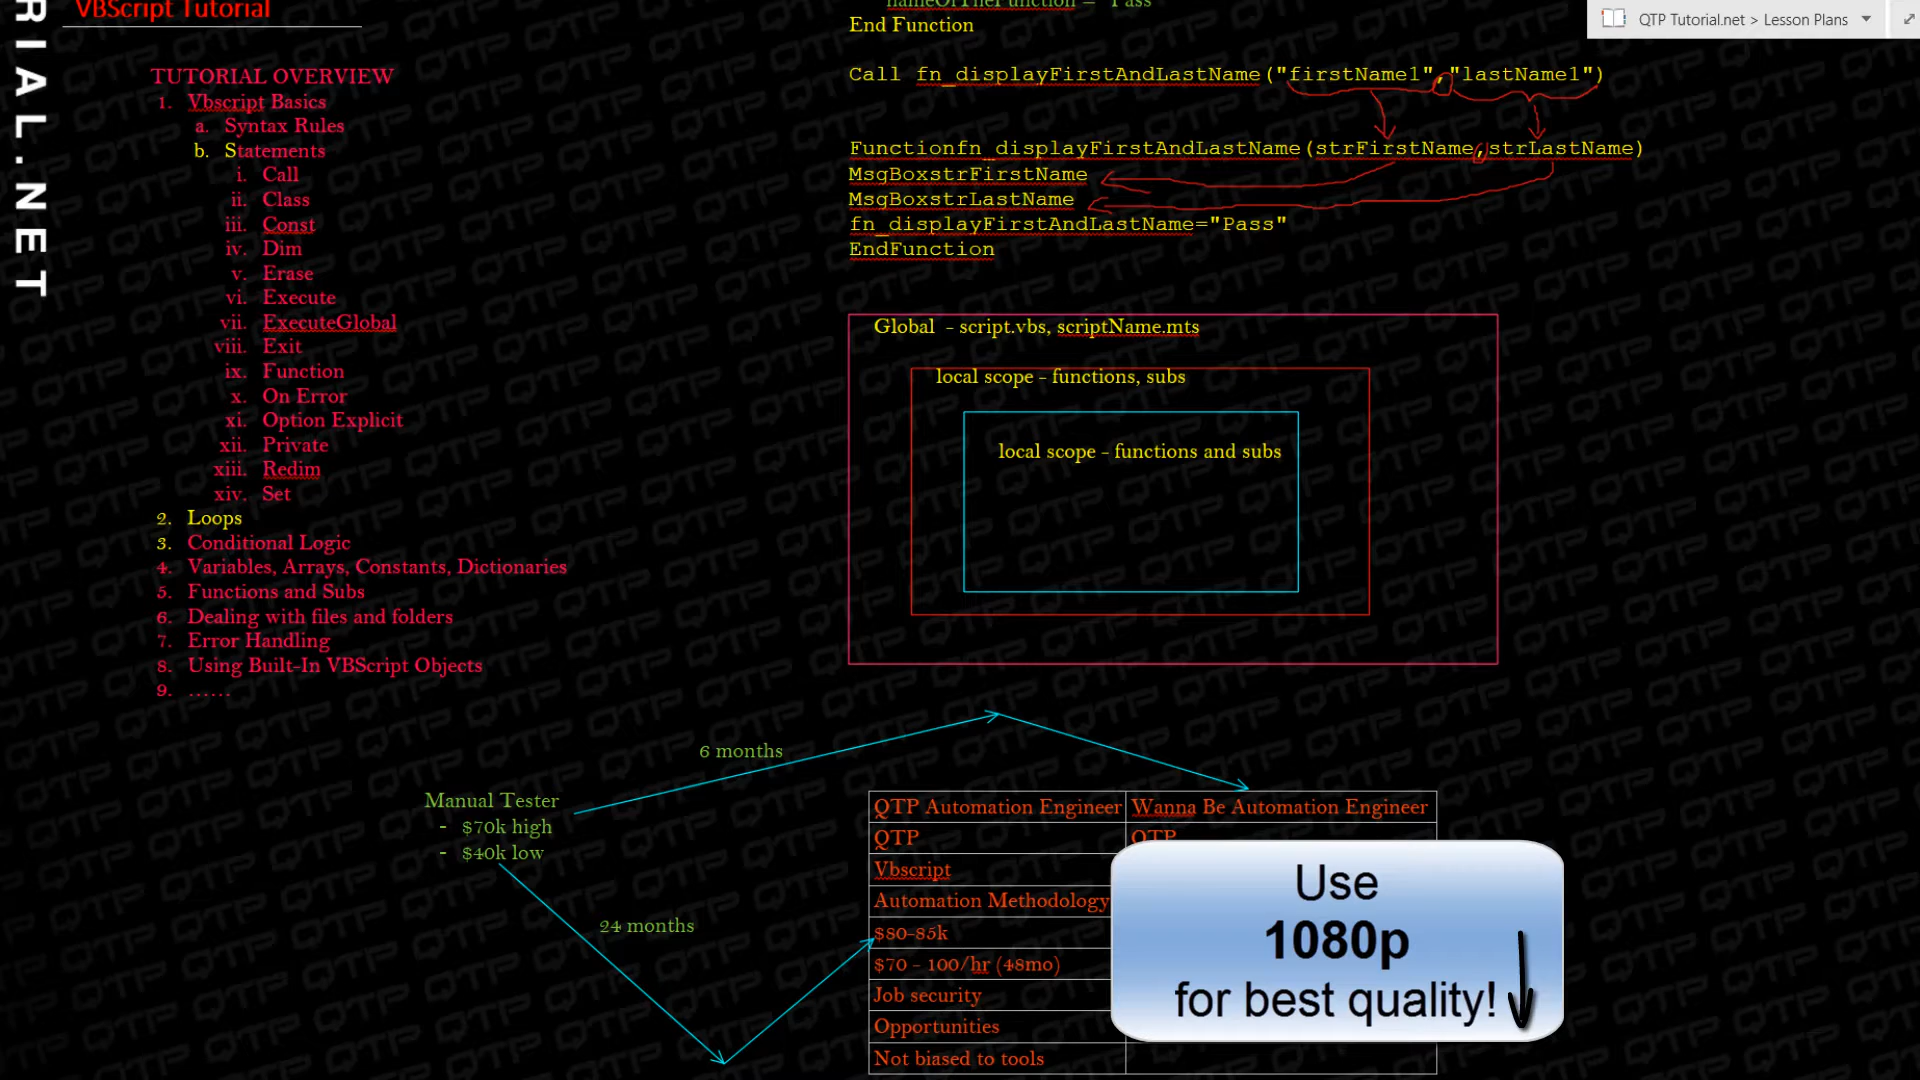 RIAL.NET
VBScript Tutorial
TUTORIAL OVERVIEW
1. Vbscript Basics
a. Syntax Rules
b. Statements
i. Call
ii. Class
iii. Const
iv. Dim
v. Erase
vi. Execute
vii. ExecuteGlobal
viii. Exit
ix. Function
x. On Error
xi. Option Explicit
xii. Private
xiii. Redim
xiv. Set
2. Loops
3. Conditional Logic
4. Variables, Arrays, Constants, Dictionaries
5. Functions and Subs
6. Dealing with files and folders
7. Error Handling
8. Using Built-In VBScript Objects
9. ......
nameOfTheFunction = "Pass"
End Function
QTP Tutorial.net > Lesson Plans
Call fn_displayFirstAndLastName("firstName1","lastName1")
Functionfn_displayFirstAndLastName(strFirstName,strLastName)
MsgBoxstrFirstName
MsgBoxstrLastName
fn_displayFirstAndLastName="Pass"
EndFunction
Global - script.vbs, scriptName.mts
local scope - functions, subs
local scope - functions and subs
6 months
Manual Tester
- $70k high
- $40k low
24 months
QTP Automation Engineer Wanna Be Automation Engineer
QTP QTP
Vbscript
Automation Methodology
$80-85k
$70 - 100/hr (48mo)
Job security
Opportunities
Not biased to tools
Use
1080p
for best quality!